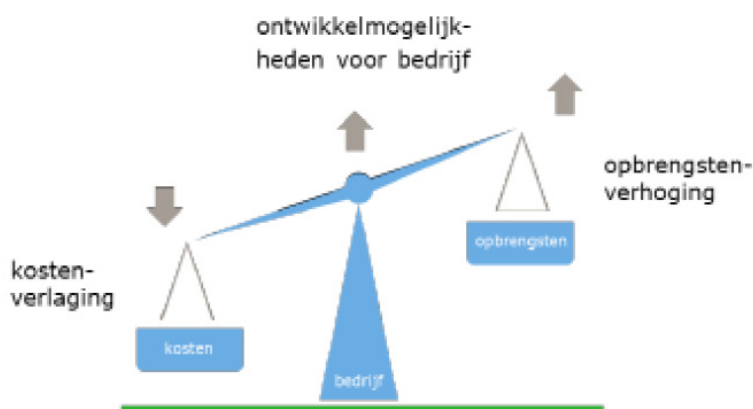 ontwikkelmogelijk-
heden voor bedrijf
opbrengsten-
verhoging
opbrengsten
kosten-
verlaging
kosten
bedrijf